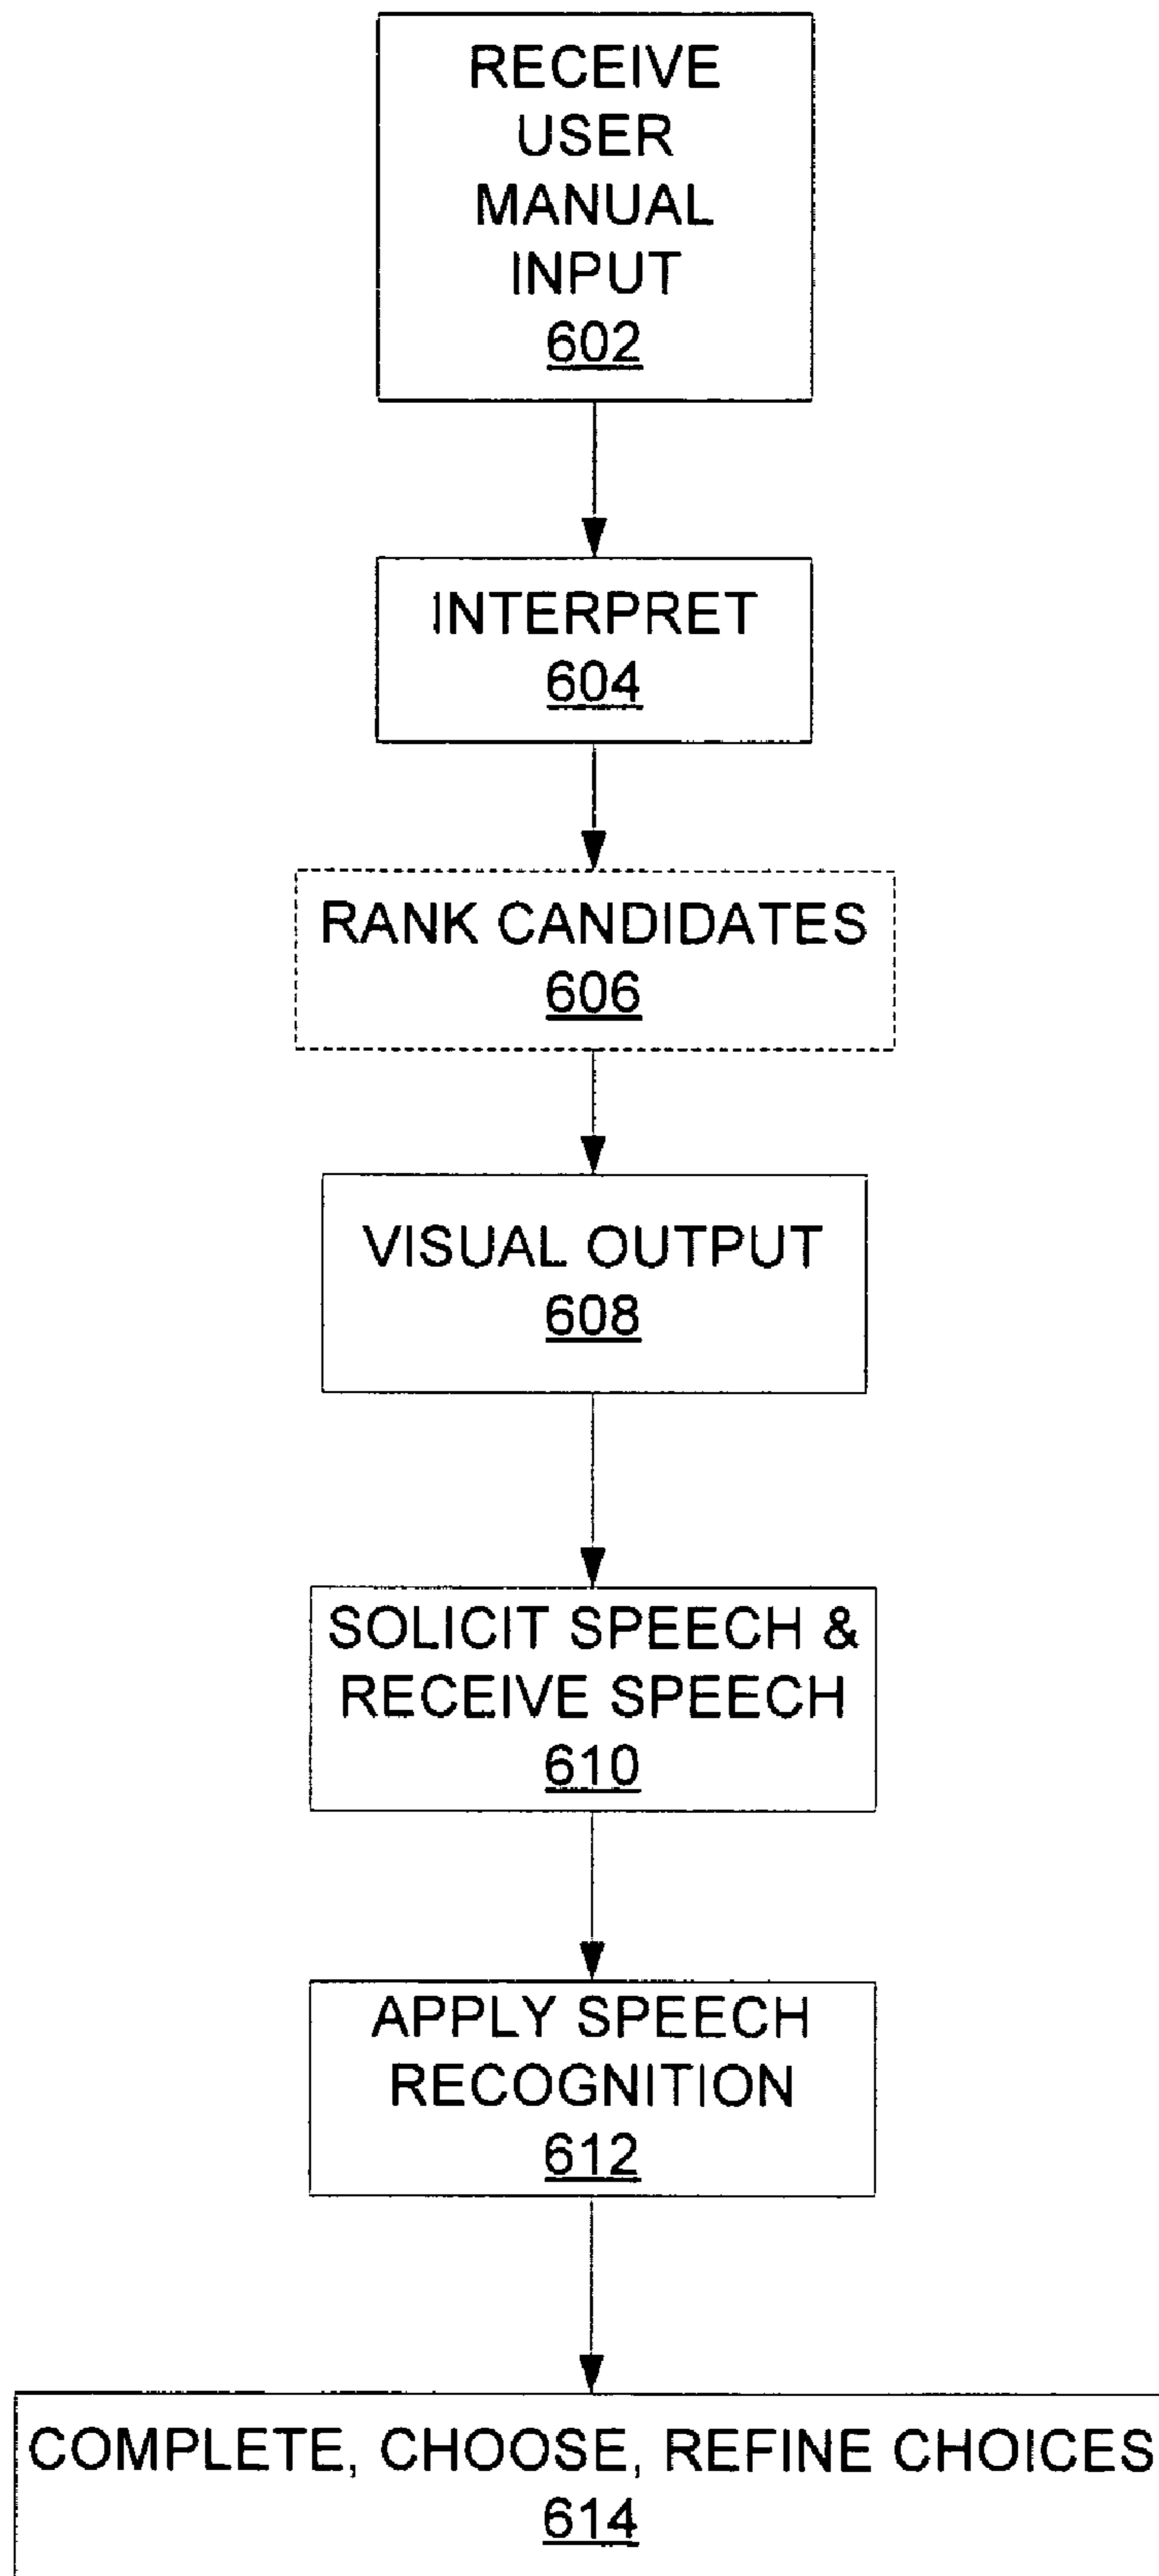 RECEIVE
USER
MANUAL
INPUT
602
INTERPRET
604
RANK CANDIDATES
606
VISUAL OUTPUT
608
SOLICIT SPEECH &
RECEIVE SPEECH
610
APPLY SPEECH
RECOGNITION
612
COMPLETE, CHOOSE, REFINE CHOICES
614